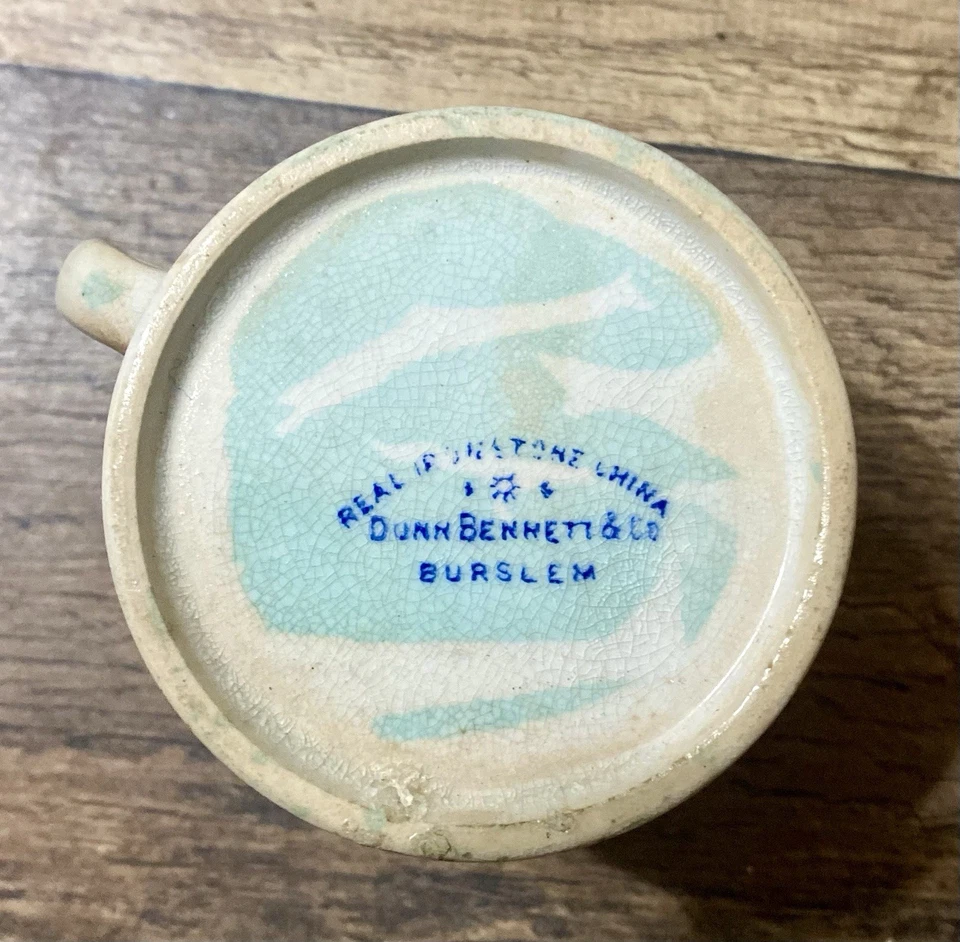 REAL IRONSTONE CHINA
DUNN BENNETT & CO
BURSLEM